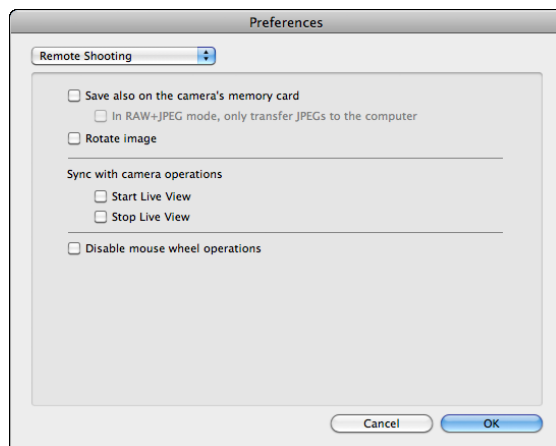 Preferences
Remote Shooting
Save also on the camera's memory card
In RAW+JPEG mode, only transfer JPEGs to the computer
Rotate image
Sync with camera operations
Start Live View
Stop Live View
Disable mouse wheel operations
Cancel
OK